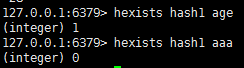 127.0.0.1:6379> hexists hash1 age
(integer) 1
127.0.0.1:6379> hexists hash1 aaa
(integer) 0